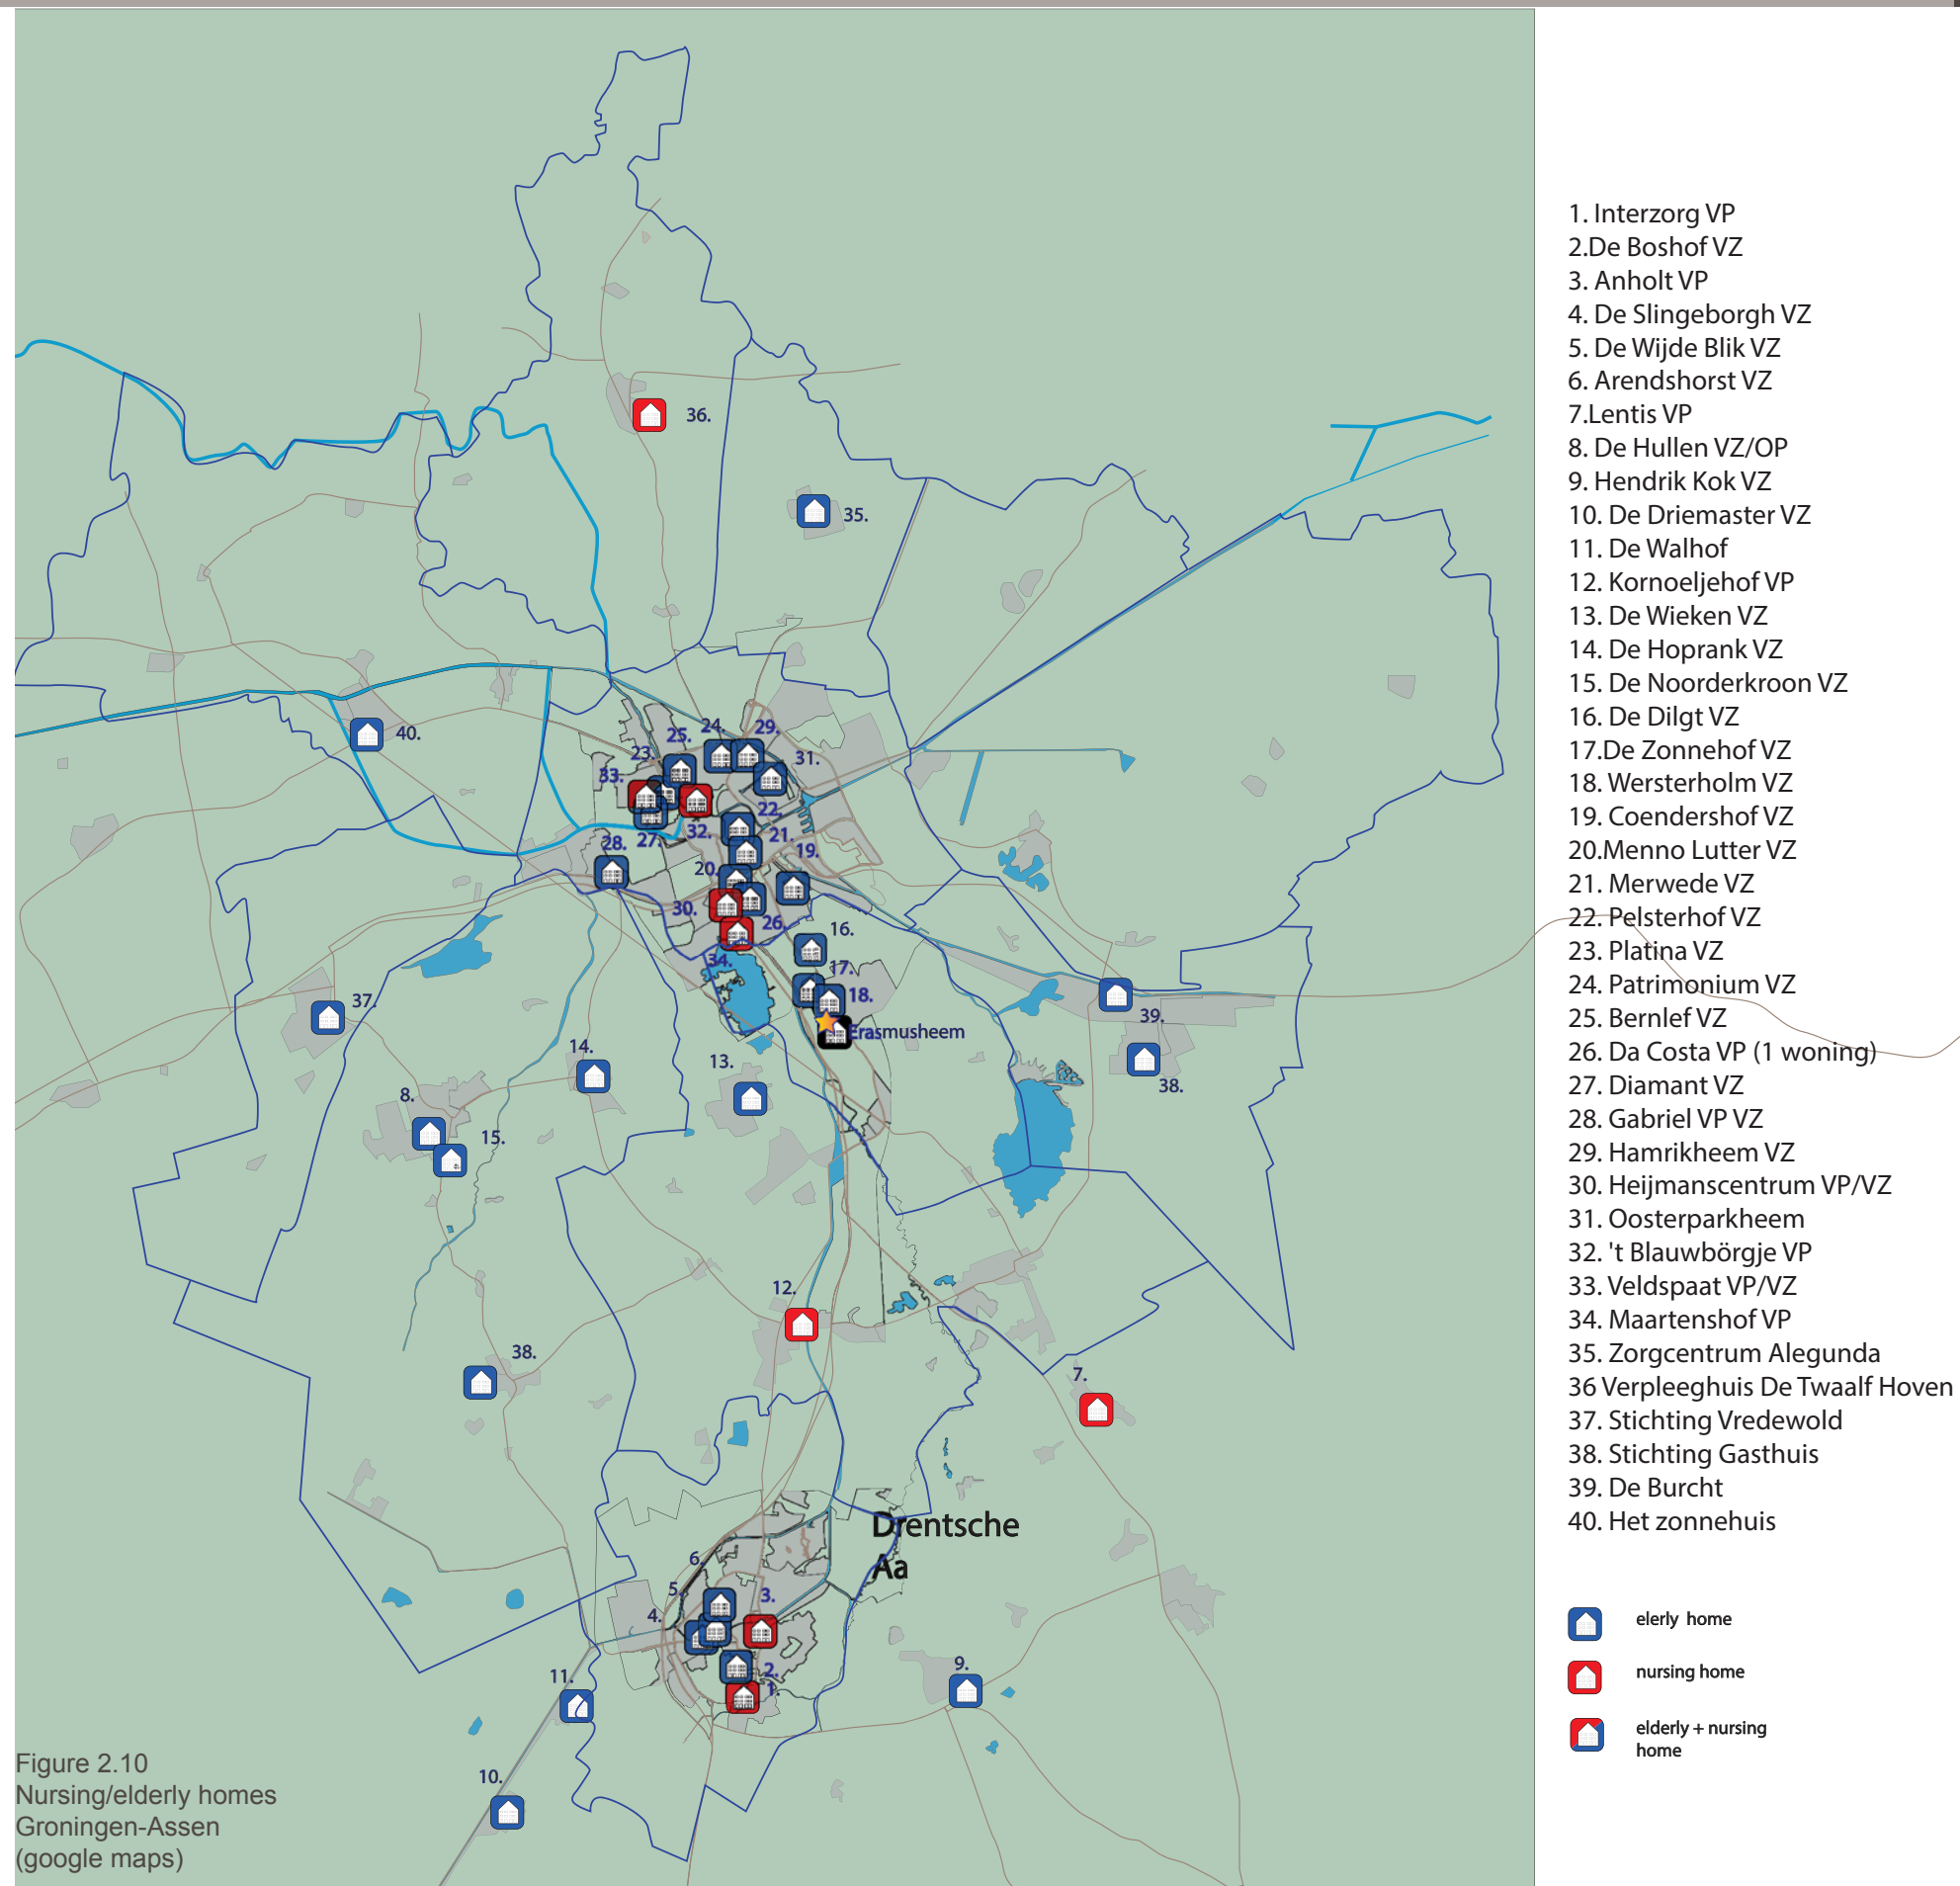 36.
35.
40.
24.
29.
25.
23.
31.
33.
22.
32.
21.
27.
28.
19.
20.
30.
26.
16.
34.
17.
18.
37.
39.
Erasmusheem
14.
13.
38.
8.
15.
12.
38.
7.
Drentsche
Aa
6.
5.
3.
4.
2.
1.
9.
11.
10.
Figure 2.10
Nursing/elderly homes
Groningen-Assen
(google maps)
1. Interzorg VP
2.De Boshof VZ
3. Anholt VP
4. De Slingeborgh VZ
5. De Wijde Blik VZ
6. Arendshorst VZ
7.Lentis VP
8. De Hullen VZ/OP
9. Hendrik Kok VZ
10. De Driemaster VZ
11. De Walhof
12. Kornoeljehof VP
13. De Wieken VZ
14. De Hoprank VZ
15. De Noorderkroon VZ
16. De Dilgt VZ
17.De Zonnehof VZ
18. Wersterholm VZ
19. Coendershof VZ
20.Menno Lutter VZ
21. Merwede VZ
22. Pelsterhof VZ
23. Platina VZ
24. Patrimonium VZ
25. Bernlef VZ
26. Da Costa VP (1 woning)
27. Diamant VZ
28. Gabriel VP VZ
29. Hamrikheem VZ
30. Heijmanscentrum VP/VZ
31. Oosterparkheem
32. 't Blauwbörgje VP
33. Veldspaat VP/VZ
34. Maartenshof VP
35. Zorgcentrum Alegunda
36 Verpleeghuis De Twaalf Hoven
37. Stichting Vredewold
38. Stichting Gasthuis
39. De Burcht
40. Het zonnehuis
elerly home
nursing home
elderly + nursing
home